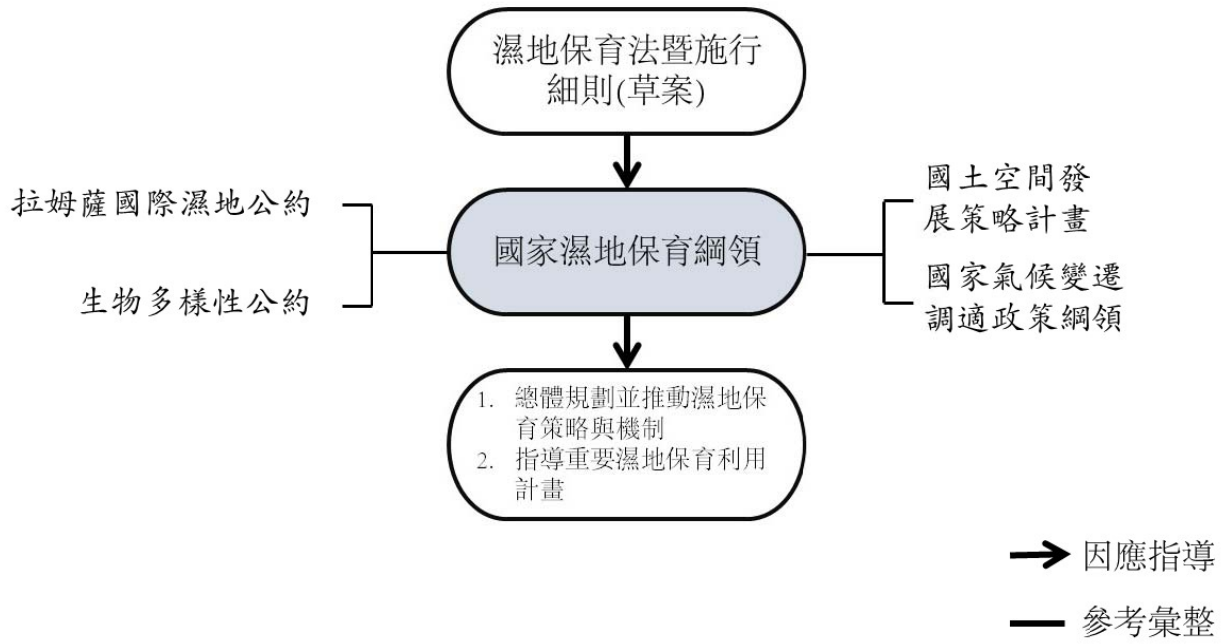 濕地保育法暨施行
細則(草案)
拉姆薩國際濕地公約
生物多樣性公約
國家濕地保育綱領
國土空間發
展策略計畫
國家氣候變遷
調適政策綱領
1. 總體規劃並推動濕地保
育策略與機制
2. 指導重要濕地保育利用
計畫
因應指導
參考彙整